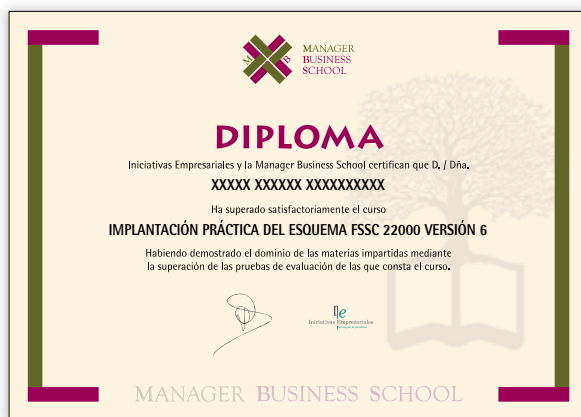 M B
MANAGER
BUSINESS
SCHOOL
DIPLOMA
Iniciativas Empresariales y la Manager Business School certifican que D. / Dña.
XXXXX XXXXXX XXXXXXXXXX
Ha superado satisfactoriamente el curso
IMPLANTACIÓN PRÁCTICA DEL ESQUEMA FSSC 22000 VERSIÓN 6
Habiendo demostrado el dominio de las materias impartidas mediante
la superación de las pruebas de evaluación de las que consta el curso.
Ie
Iniciativas Empresariales
MANAGER BUSINESS SCHOOL